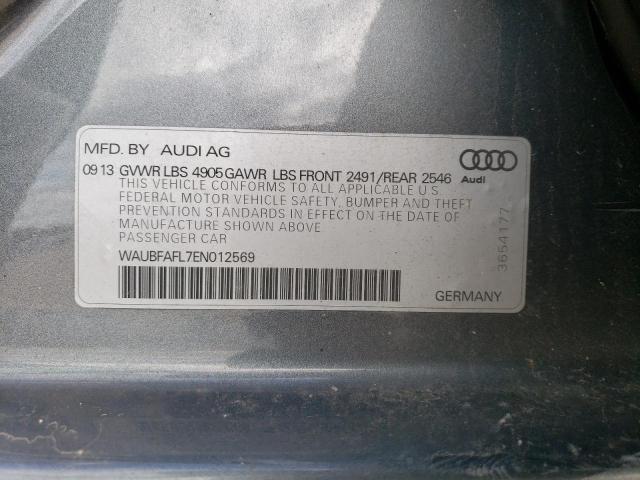 MFD. BY AUDI AG
09 13 GVWR LBS 4905 GAWR LBS FRONT 2491/REAR 2546
Audi
THIS VEHICLE CONFORMS TO ALL APPLICABLE U.S.
FEDERAL MOTOR VEHICLE SAFETY, BUMPER AND THEFT
PREVENTION STANDARDS IN EFFECT ON THE DATE OF
MANUFACTURE SHOWN ABOVE.
PASSENGER CAR
WAUBFAFL7EN012569
GERMANY
3654177